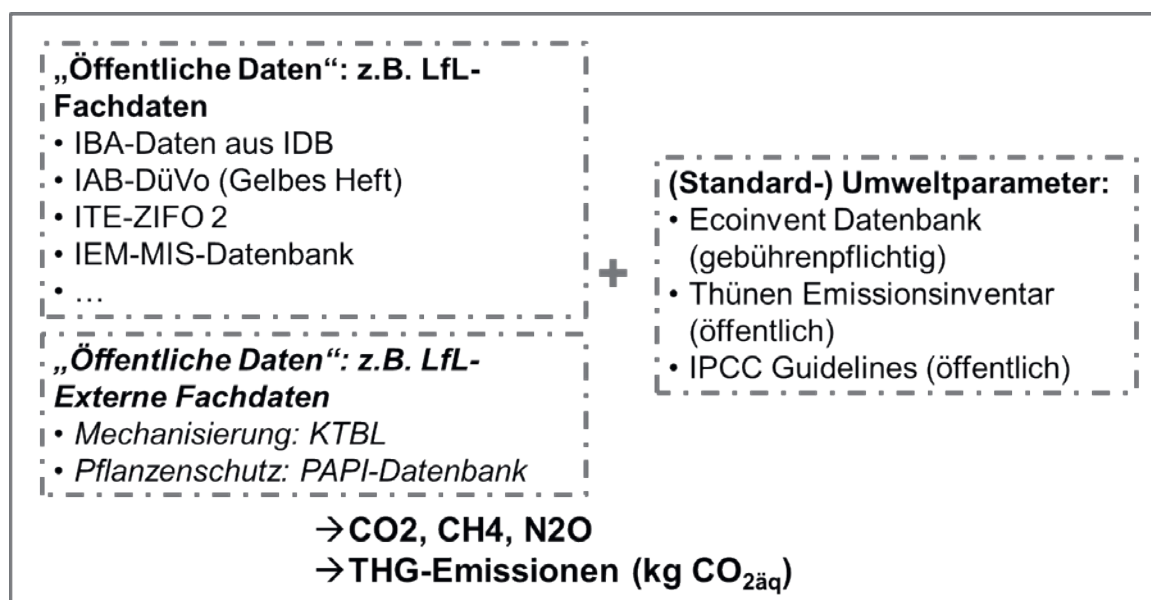 „Öffentliche Daten“: z.B. LfL-
Fachdaten
• IBA-Daten aus IDB
• IAB-DüVo (Gelbes Heft)
• ITE-ZIFO 2
• IEM-MIS-Datenbank
• …
„Öffentliche Daten“: z.B. LfL-
Externe Fachdaten
• Mechanisierung: KTBL
• Pflanzenschutz: PAPI-Datenbank
+
(Standard-) Umweltparameter:
• Ecoinvent Datenbank
(gebührenpflichtig)
• Thünen Emissionsinventar
(öffentlich)
• IPCC Guidelines (öffentlich)
→CO2, CH4, N2O
→THG-Emissionen (kg CO₂äq)